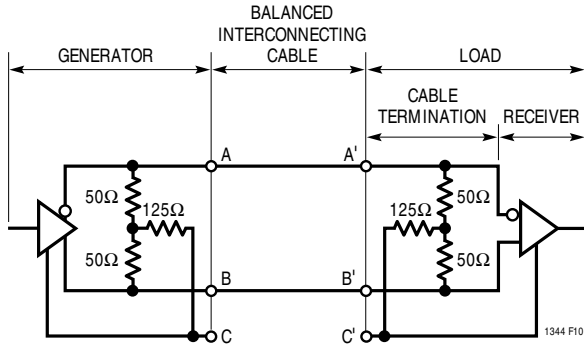 BALANCED
INTERCONNECTING
CABLE
GENERATOR
LOAD
CABLE
TERMINATION
RECEIVER
A
A'
50Ω
125Ω
50Ω
125Ω
50Ω
50Ω
B
B'
C
C'
1344 F10